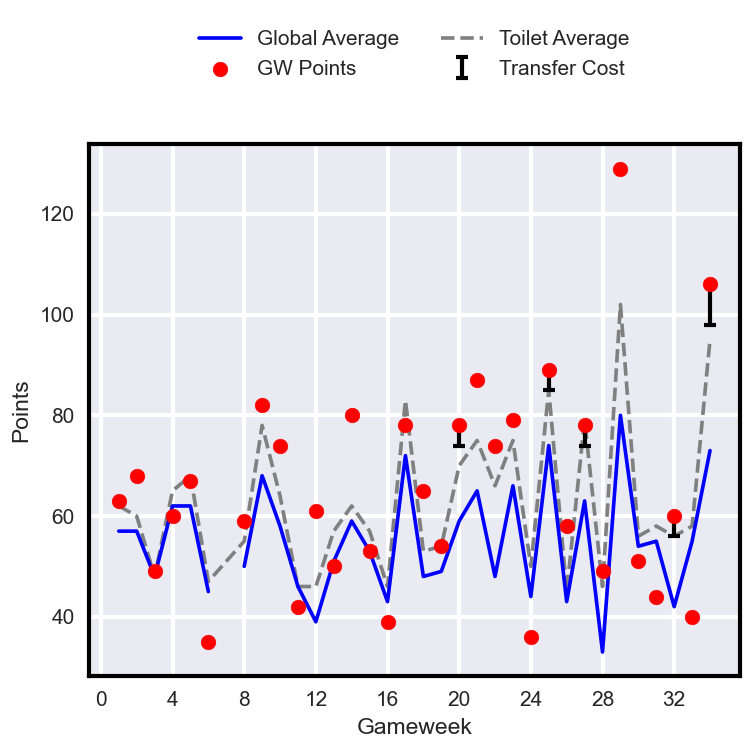 Global Average
Toilet Average
GW Points
Transfer Cost
120
100
80
60
40
Points
0 4 8 12 16 20 24 28 32
Gameweek